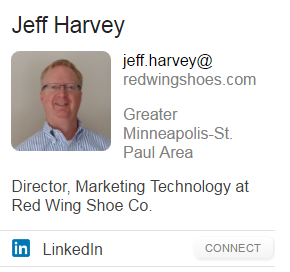 Jeff Harvey
jeff.harvey@
redwingshoes.com
Greater
Minneapolis-St.
Paul Area
Director, Marketing Technology at
Red Wing Shoe Co.
in LinkedIn CONNECT